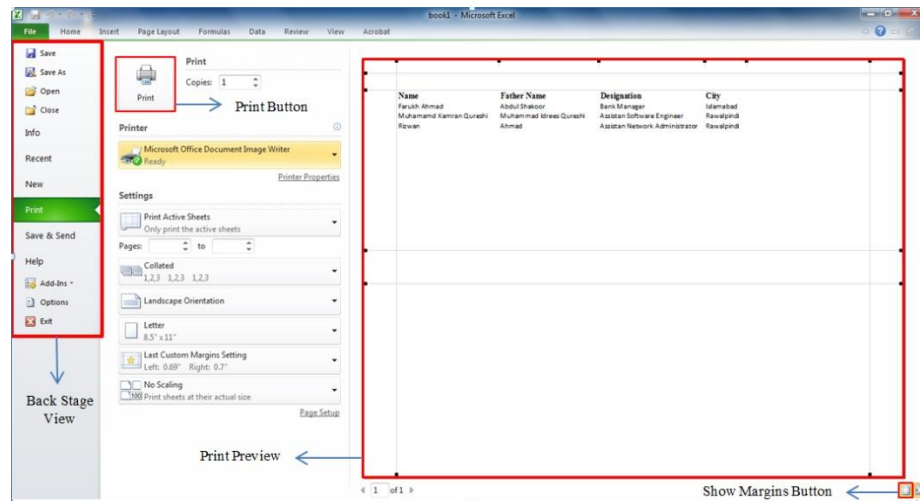 book1 - Microsoft Excel
File Home Insert Page Layout Formulas Data Review View Acrobat
Save
Save As
Open
Close
Info
Recent
New
Print
Save & Send
Help
Add-Ins
Options
Exit
Back Stage
View
Print
Print
Copies: 1
Print Button
Printer
Microsoft Office Document Image Writer
Ready
Printer Properties
Settings
Print Active Sheets
Only print the active sheets
Pages: to
Collated
1,2,3 1,2,3 1,2,3
Landscape Orientation
Letter
8.5" x 11"
Last Custom Margins Setting
Left: 0.69" Right: 0.7"
No Scaling
100 Print sheets at their actual size
Page Setup
Print Preview
Name Father Name Designation City
Farukh Ahmad Abdul Shakoor Bank Manager Islamabad
Muhamamd Kamran Qureshi Muhammad Idrees Qureshi Assistan Software Engineer Rawalpindi
Rizwan Ahmad Assistan Network Administrator Rawalpindi
1 of 1
Show Margins Button